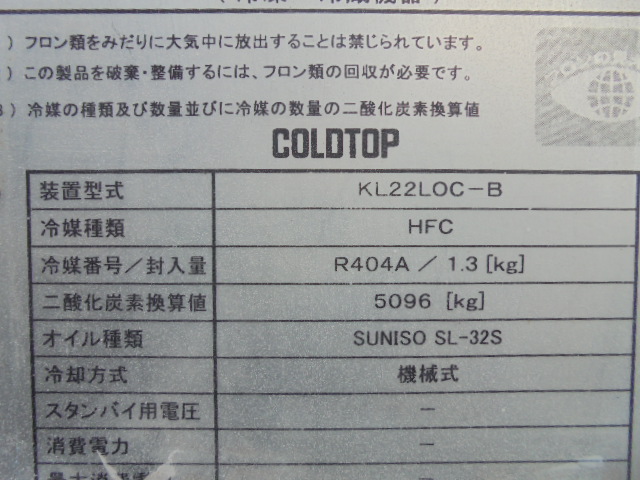 ) フロン類をみだりに大気中に放出することは禁じられています。
) この製品を破棄・整備するには、フロン類の回収が必要です。
3) 冷媒の種類及び数量並びに冷媒の数量の二酸化炭素換算値
COLDTOP
装置型式 KL22LOC-B
冷媒種類 HFC
冷媒番号/封入量 R404A / 1.3 [kg]
二酸化炭素換算値 5096 [kg]
オイル種類 SUNISO SL-32S
冷却方式 機械式
スタンバイ用電圧 -
消費電力 -